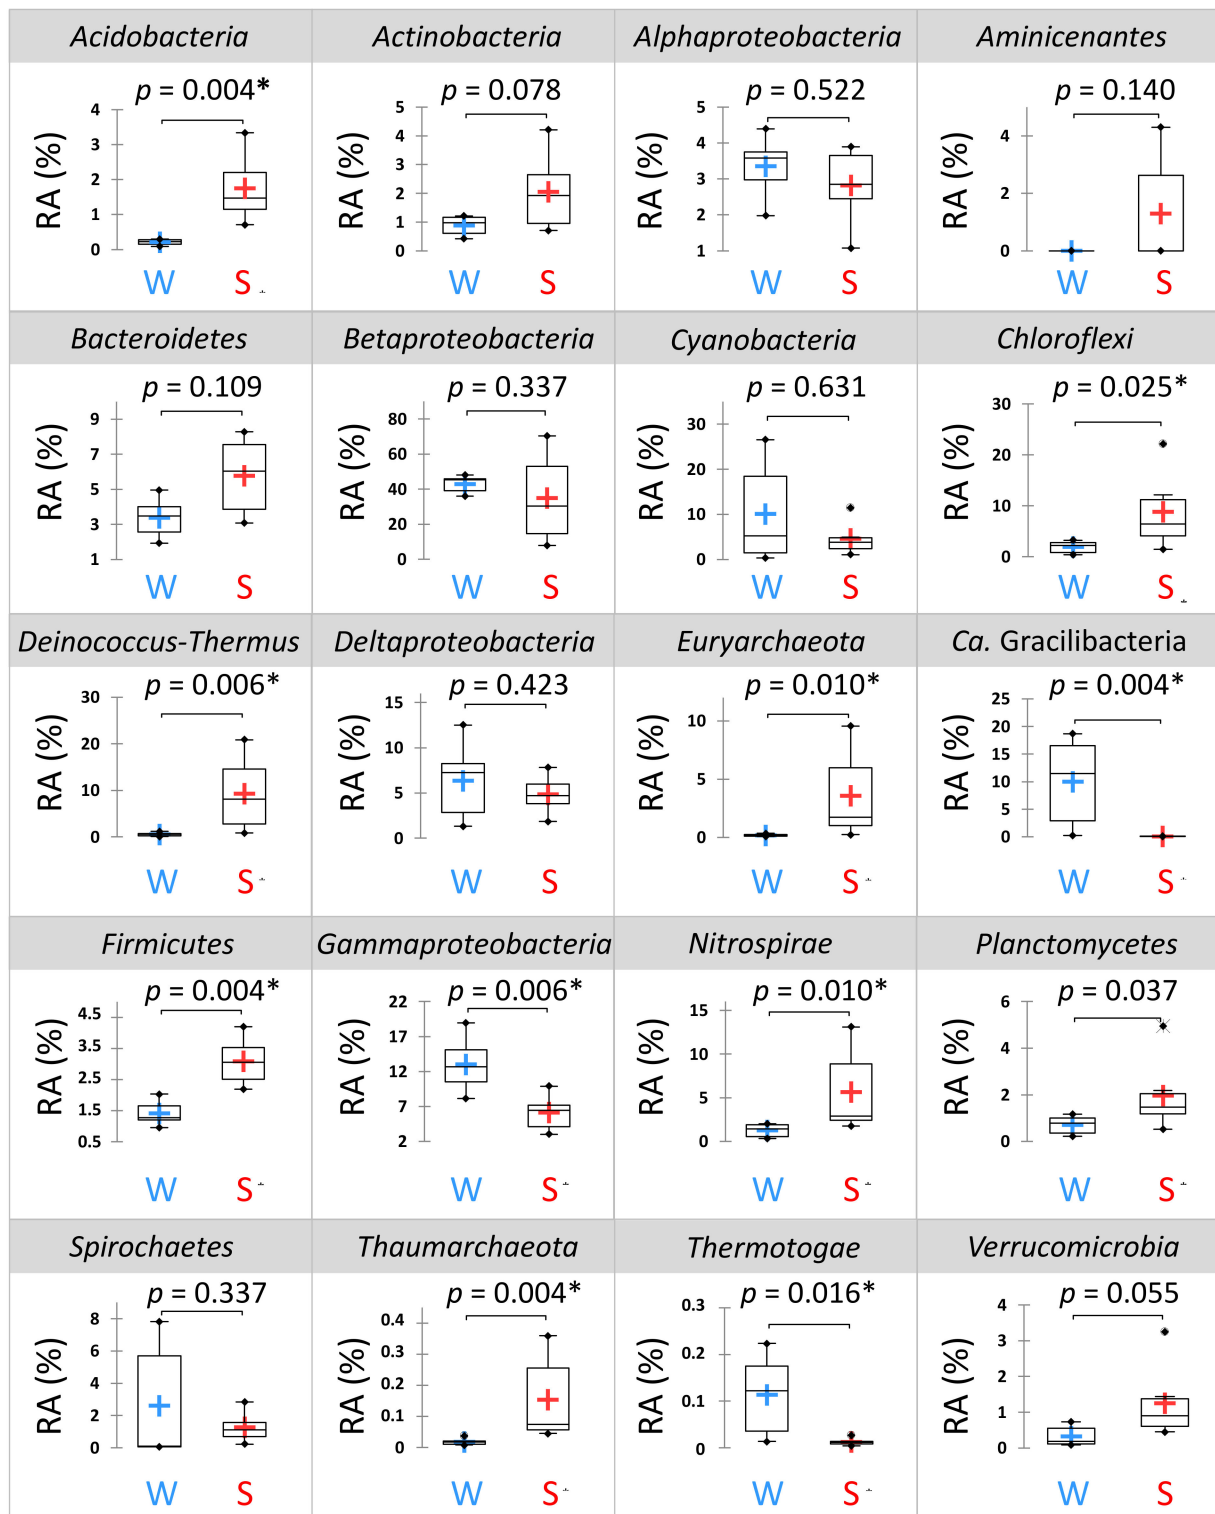 Acidobacteria Actinobacteria Alphaproteobacteria Aminicenantes
p = 0.004* p = 0.078 p = 0.522 p = 0.140
RA (%) 4 3 2 1 0 RA (%) 5 4 3 2 1 0 RA (%) 5 4 3 2 1 RA (%) 4 2 0
W S W S W S W S
Bacteroidetes Betaproteobacteria Cyanobacteria Chloroflexi
p = 0.109 p = 0.337 p = 0.631 p = 0.025*
RA (%) 9 7 5 3 1 RA (%) 80 60 40 20 0 RA (%) 30 20 10 0 RA (%) 30 20 10 0
W S W S W S W S
Deinococcus-Thermus Deltaproteobacteria Euryarchaeota Ca. Gracilibacteria
p = 0.006* p = 0.423 p = 0.010* p = 0.004*
RA (%) 30 20 10 0 RA (%) 15 10 5 0 RA (%) 10 5 0 RA (%) 25 20 15 10 5 0
W S W S W S W S
Firmicutes Gammaproteobacteria Nitrospirae Planctomycetes
p = 0.004* p = 0.006* p = 0.010* p = 0.037
RA (%) 4.5 3.5 2.5 1.5 0.5 RA (%) 22 17 12 7 2 RA (%) 15 10 5 0 RA (%) 6 4 2 0
W S W S W S W S
Spirochaetes Thaumarchaeota Thermotogae Verrucomicrobia
p = 0.337 p = 0.004* p = 0.016* p = 0.055
RA (%) 8 6 4 2 0 RA (%) 0.4 0.3 0.2 0.1 0 RA (%) 0.3 0.2 0.1 0 RA (%) 4 3 2 1 0
W S W S W S W S